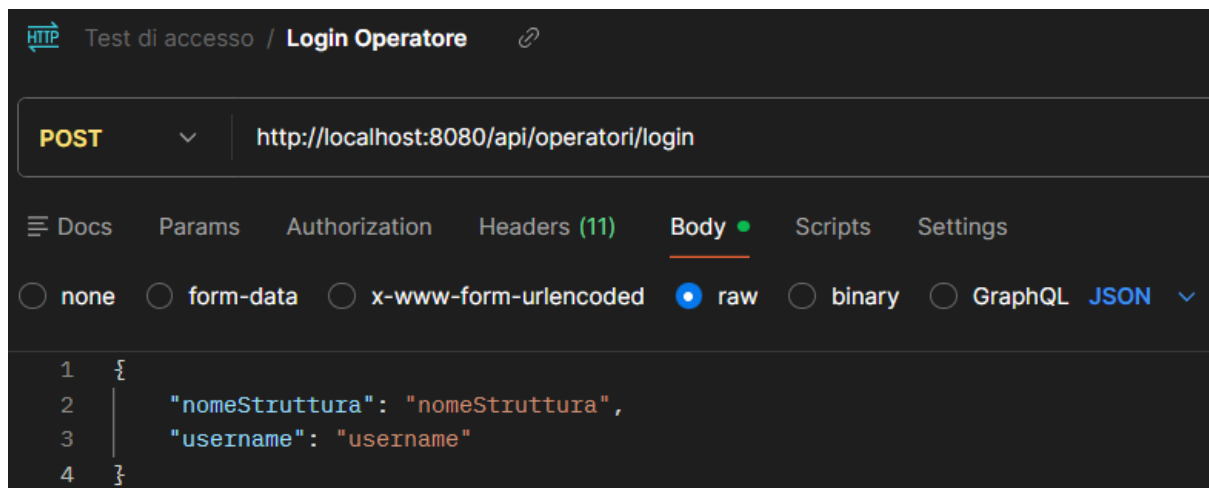 HTTP Test di accesso / Login Operatore
POST http://localhost:8080/api/operatori/login
Docs Params Authorization Headers (11) Body Scripts Settings
none form-data x-www-form-urlencoded raw binary GraphQL JSON
1 {
2 "nomeStruttura": "nomeStruttura",
3 "username": "username"
4 }